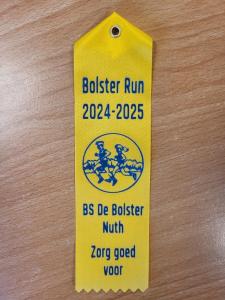 Bolster Run
2024-2025
BS De Bolster
Nuth
Zorg goed
voor